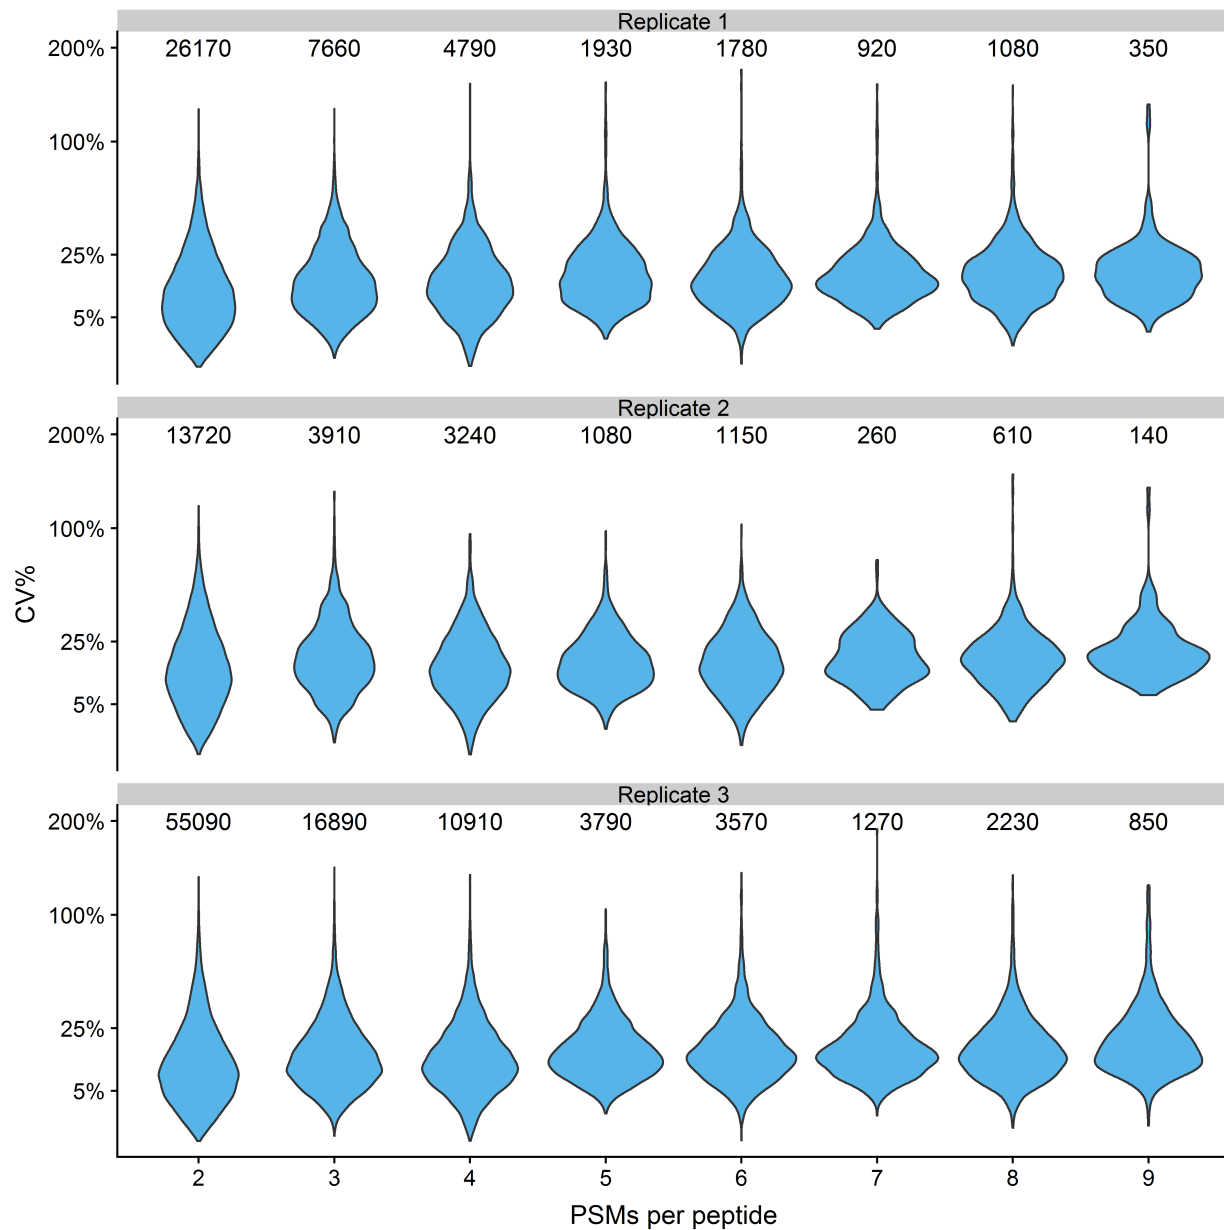 Replicate 1
200% 26170 7660 4790 1930 1780 920 1080 350
100%
25%
5%
Replicate 2
200% 13720 3910 3240 1080 1150 260 610 140
100%
25%
5%
CV%
Replicate 3
200% 55090 16890 10910 3790 3570 1270 2230 850
100%
25%
5%
2 3 4 5 6 7 8 9
PSMs per peptide